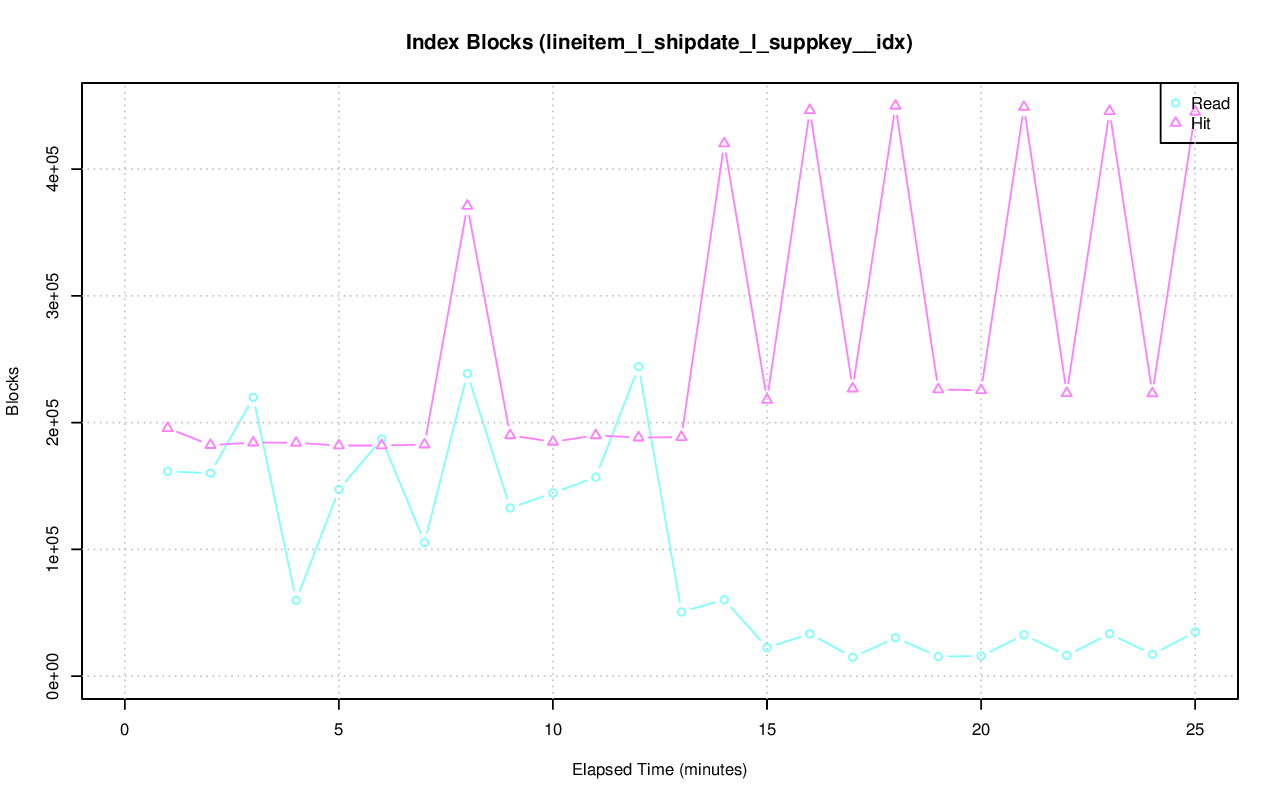 Index Blocks (lineitem_l_shipdate_l_suppkey__idx)
Read
Hit
Blocks
4e+05
3e+05
2e+05
1e+05
0e+00
0 5 10 15 20 25
Elapsed Time (minutes)